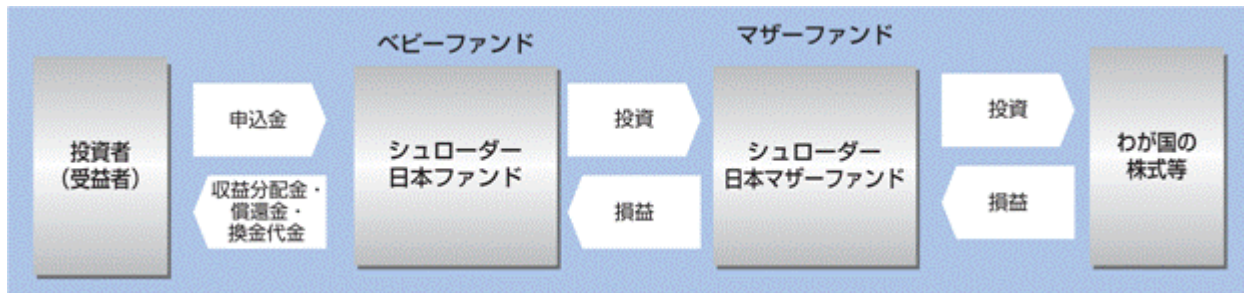 ベビーファンド
マザーファンド
投資者
（受益者）
申込金
収益分配金・
償還金・
換金代金
シュローダー
日本ファンド
投資
損益
シュローダー
日本マザーファンド
投資
損益
わが国の
株式等